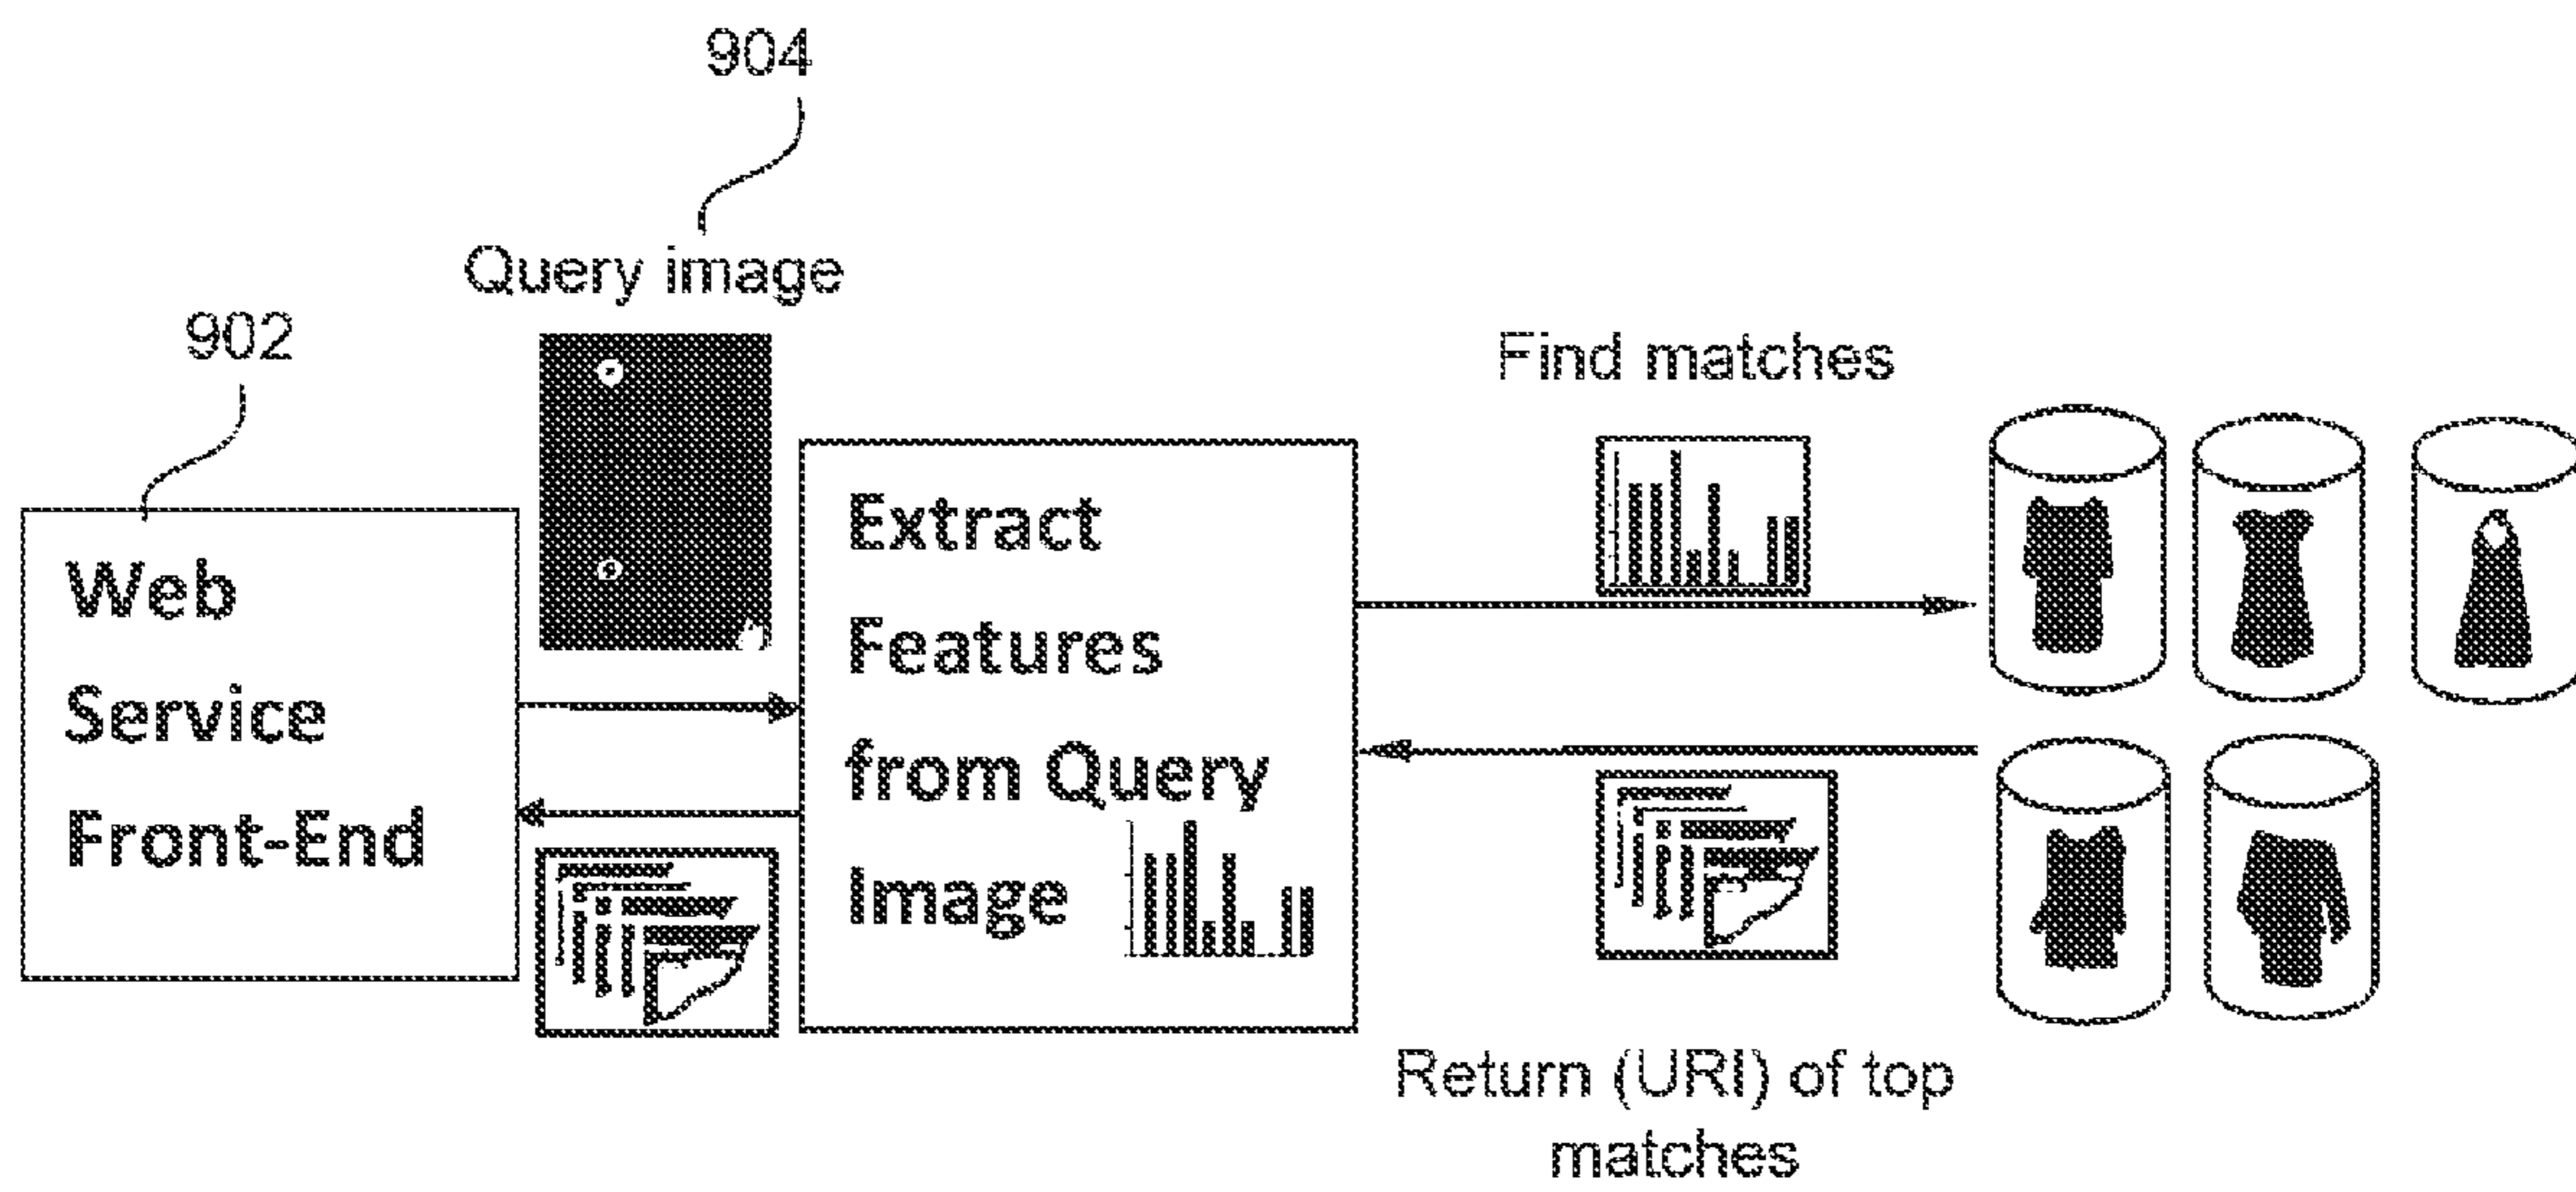 904
Query image
902
Find matches
Web
Service
Front-End
Extract
Features
from Query
Image
Return (URI) of top
matches